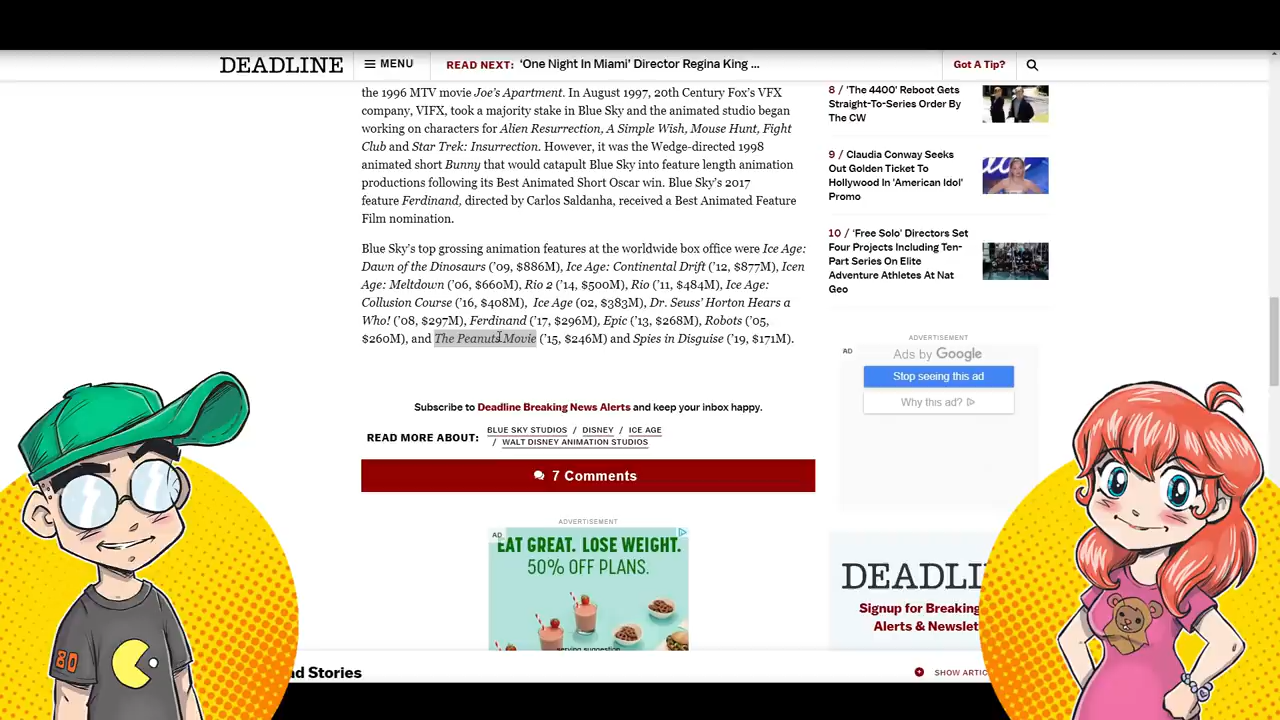 DEADLINE
MENU
READ NEXT: ‘One Night In Miami’ Director Regina King ...
Got A Tip?
the 1996 MTV movie Joe's Apartment. In August 1997, 20th Century Fox's VFX
company, VIFX, took a majority stake in Blue Sky and the animated studio began
working on characters for Alien Resurrection, A Simple Wish, Mouse Hunt, Fight
Club and Star Trek: Insurrection. However, it was the Wedge-directed 1998
animated short Bunny that would catapult Blue Sky into feature length animation
productions following its Best Animated Short Oscar win. Blue Sky's 2017
feature Ferdinand, directed by Carlos Saldanha, received a Best Animated Feature
Film nomination.
Blue Sky's top grossing animation features at the worldwide box office were Ice Age:
Dawn of the Dinosaurs ('09, $886M), Ice Age: Continental Drift ('12, $877M), Icen
Age: Meltdown ('06, $660M), Rio 2 ('14, $500M), Rio ('11, $484M), Ice Age:
Collusion Course ('16, $408M), Ice Age (02, $383M), Dr. Seuss' Horton Hears a
Who! ('08, $297M), Ferdinand ('17, $296M), Epic ('13, $268M), Robots ('05,
$260M), and The Peanuts Movie ('15, $246M) and Spies in Disguise ('19, $171M).
Subscribe to Deadline Breaking News Alerts and keep your inbox happy.
READ MORE ABOUT:
BLUE SKY STUDIOS / DISNEY / ICE AGE
/ WALT DISNEY ANIMATION STUDIOS
7 Comments
ADVERTISEMENT
AD
EAT GREAT. LOSE WEIGHT.
50% OFF PLANS.
serving suggestion
8 / 'The 4400' Reboot Gets
Straight-To-Series Order By
The CW
9 / Claudia Conway Seeks
Out Golden Ticket To
Hollywood In 'American Idol'
Promo
10 / 'Free Solo' Directors Set
Four Projects Including Ten-
Part Series On Elite
Adventure Athletes At Nat
Geo
ADVERTISEMENT
AD
Ads by Google
Stop seeing this ad
Why this ad?
DEADLI
Signup for Breaking
Alerts & Newslet
d Stories
SHOW ARTIC
80